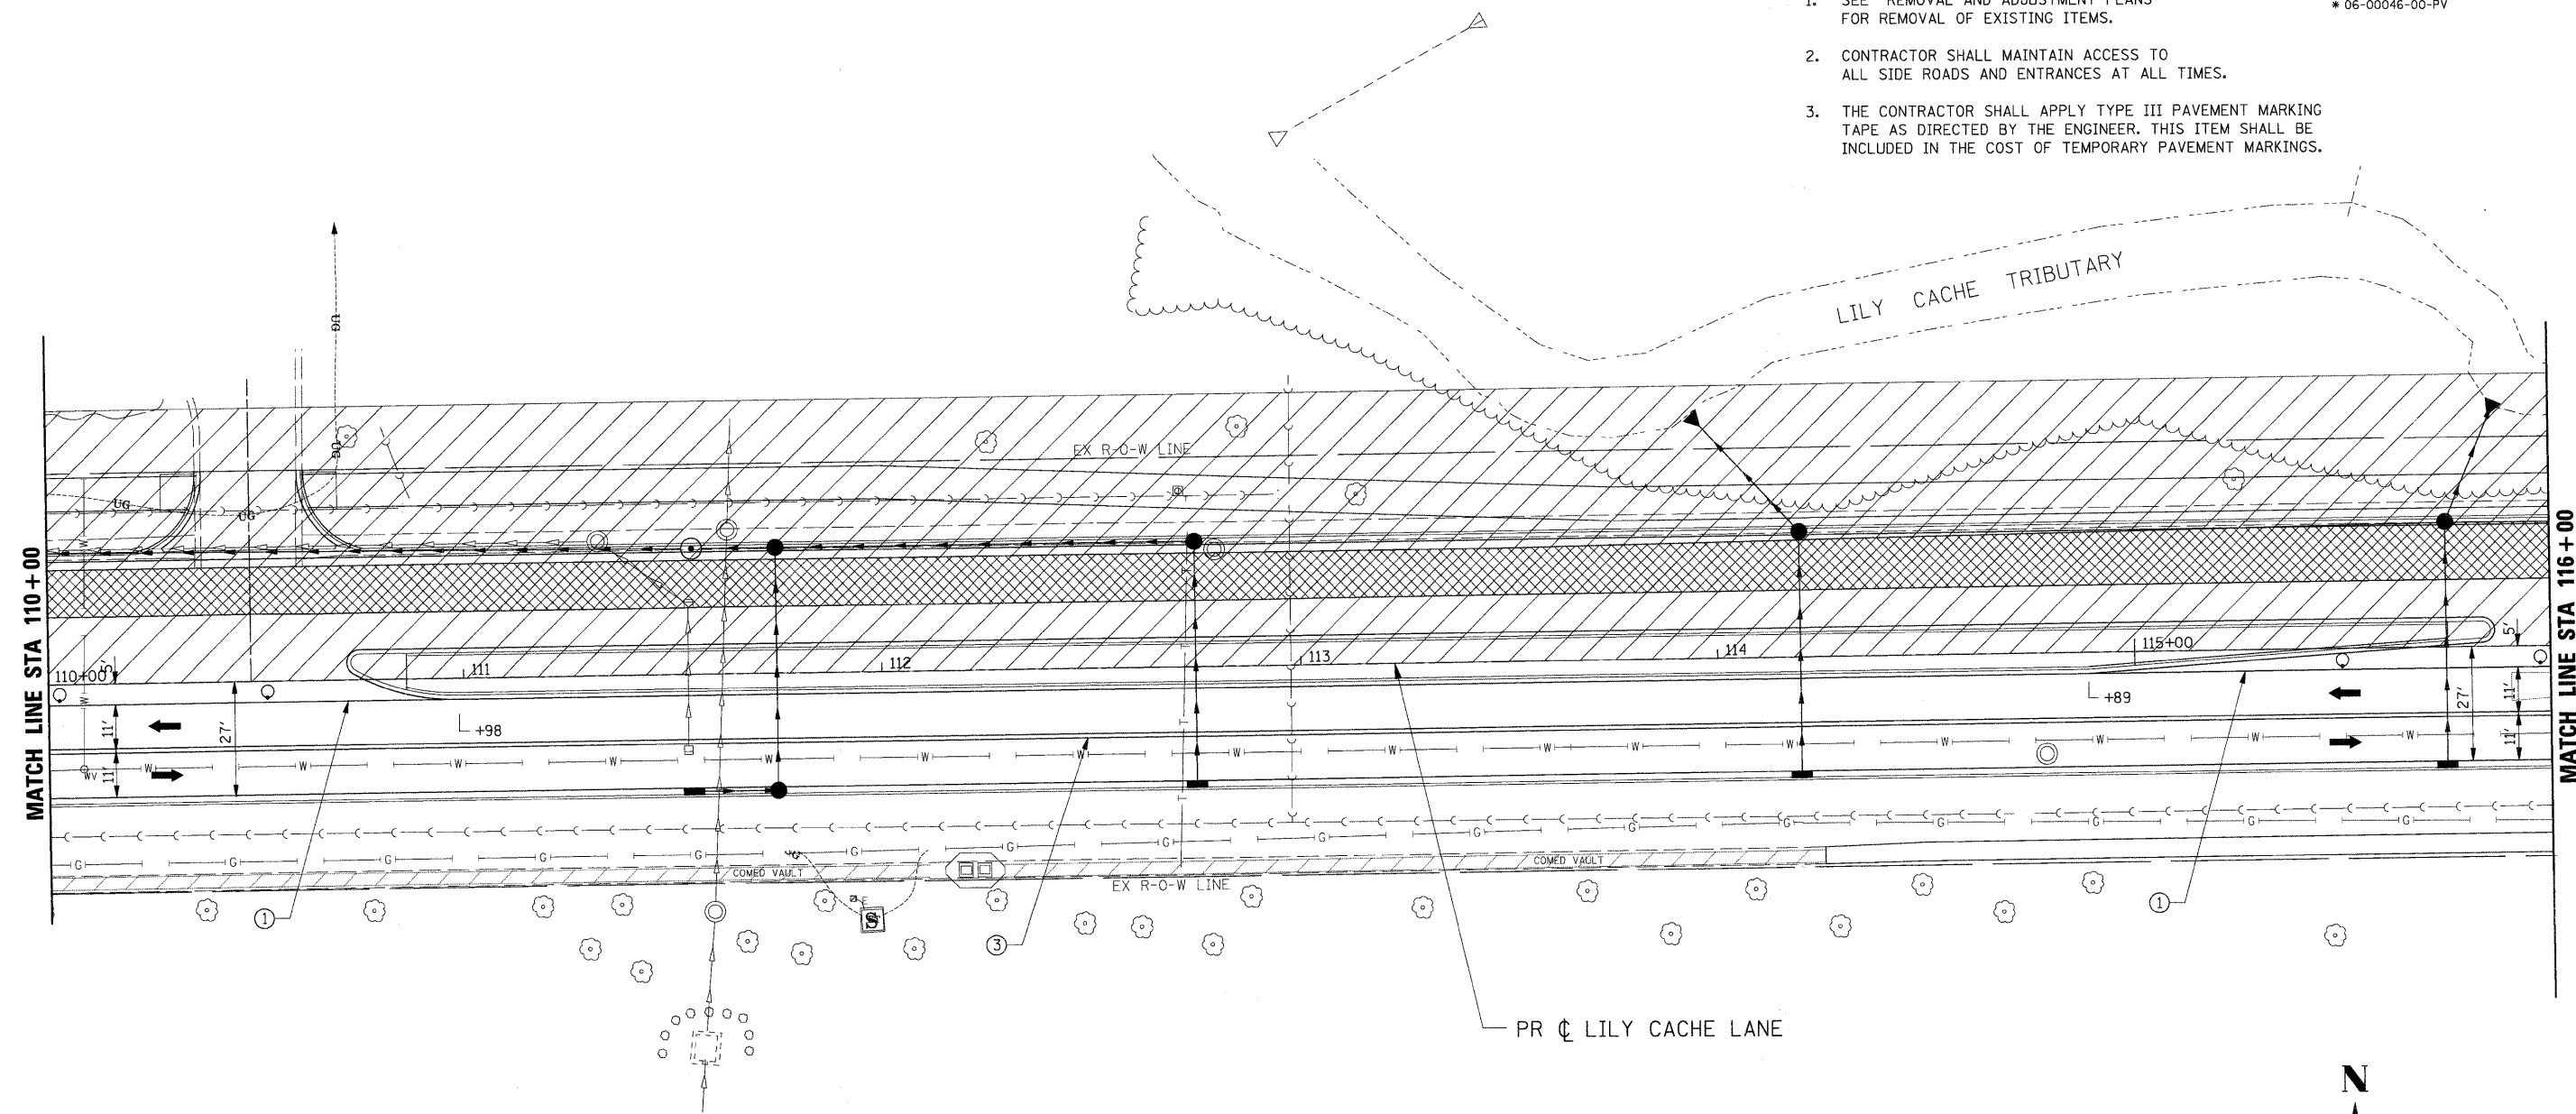 1. SEE REMOVAL AND ADJUSTMENT PLANS
FOR REMOVAL OF EXISTING ITEMS.
* 06-00046-00-PV
2. CONTRACTOR SHALL MAINTAIN ACCESS TO
ALL SIDE ROADS AND ENTRANCES AT ALL TIMES.
3. THE CONTRACTOR SHALL APPLY TYPE III PAVEMENT MARKING
TAPE AS DIRECTED BY THE ENGINEER. THIS ITEM SHALL BE
INCLUDED IN THE COST OF TEMPORARY PAVEMENT MARKINGS.
LILY CACHE TRIBUTARY
UG
UG
EX R-O-W LINE
UG
UG
MATCH LINE STA 110+00
MATCH LINE STA 116+00
110+00
111
112
113
114
115+00
5'
5'
+98
+89
11'
11'
27'
11'
11'
27'
W W W W W W W W W W W W W W W W
WV
G G G G G G G G G G G G G G G G
UG
COMED VAULT
COMED VAULT
EX R-O-W LINE
E
S
1
3
1
PR ℄ LILY CACHE LANE
N